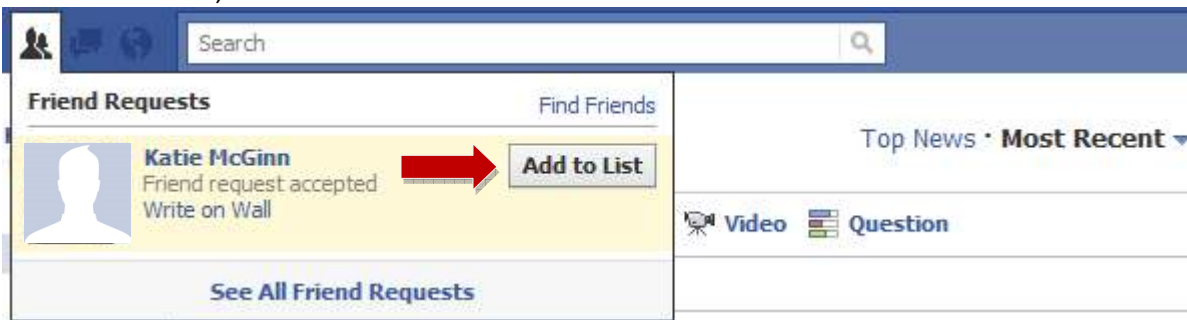 Search
Friend Requests
Find Friends
Top News · Most Recent
Katie McGinn
Friend request accepted
Write on Wall
Add to List
Video
Question
See All Friend Requests